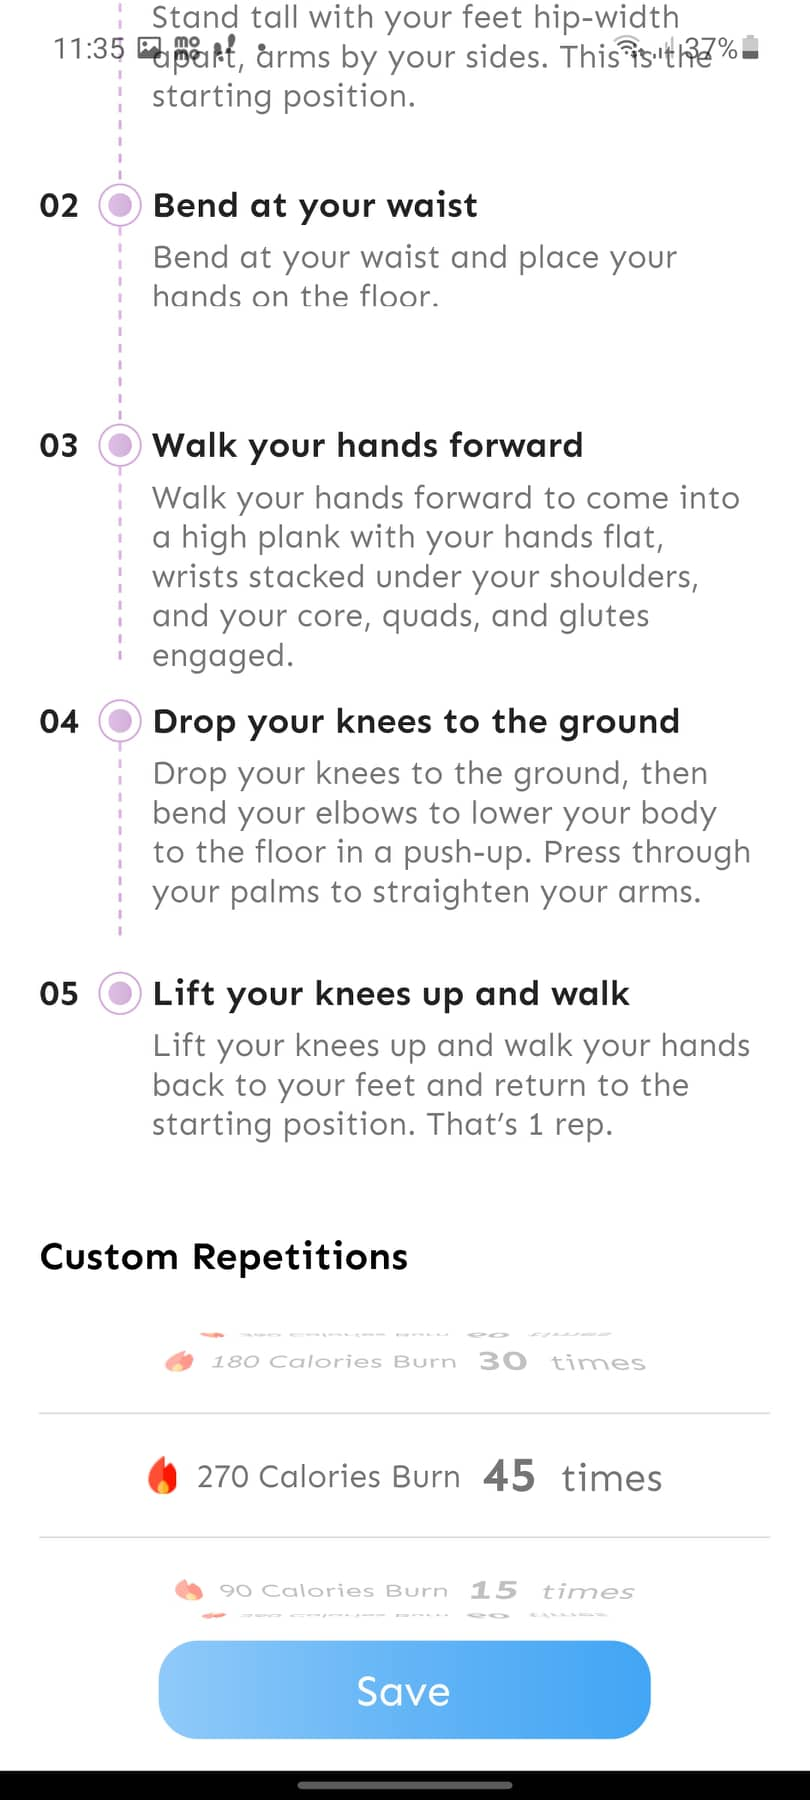 Stand tall with your feet hip-width
11:35
37%
apart, arms by your sides. This is the
starting position.
02 Bend at your waist
Bend at your waist and place your
hands on the floor.
03 Walk your hands forward
Walk your hands forward to come into
a high plank with your hands flat,
wrists stacked under your shoulders,
and your core, quads, and glutes
engaged.
04 Drop your knees to the ground
Drop your knees to the ground, then
bend your elbows to lower your body
to the floor in a push-up. Press through
your palms to straighten your arms.
05 Lift your knees up and walk
Lift your knees up and walk your hands
back to your feet and return to the
starting position. That’s 1 rep.
Custom Repetitions
180 Calories Burn 30 times
270 Calories Burn 45 times
90 Calories Burn 15 times
Save